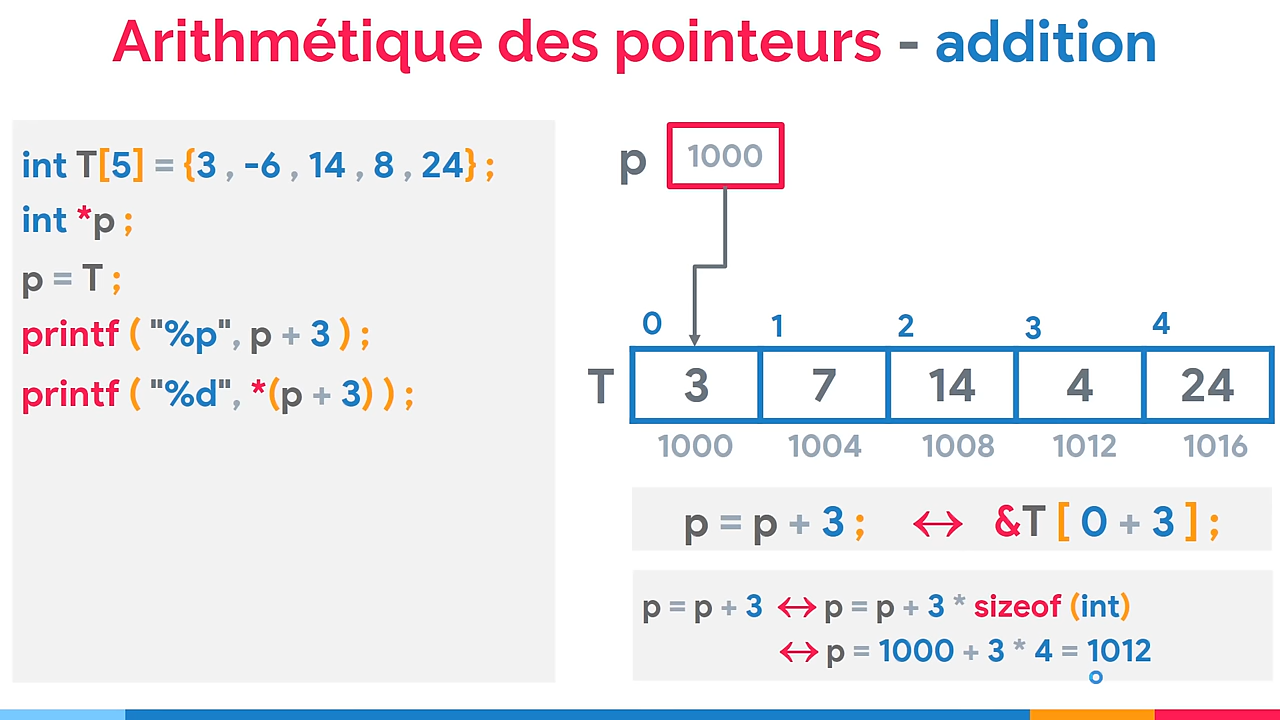 Arithmétique des pointeurs - addition
int T[5] = {3 , -6 , 14 , 8 , 24} ;
int *p ;
p = T ;
printf ( "%p", p + 3 ) ;
printf ( "%d", *(p + 3) ) ;
p 1000
0 1 2 3 4
T 3 7 14 4 24
1000 1004 1008 1012 1016
p = p + 3 ; ↔ &T [ 0 + 3 ] ;
p = p + 3 ↔ p = p + 3 * sizeof (int)
↔ p = 1000 + 3 * 4 = 1012